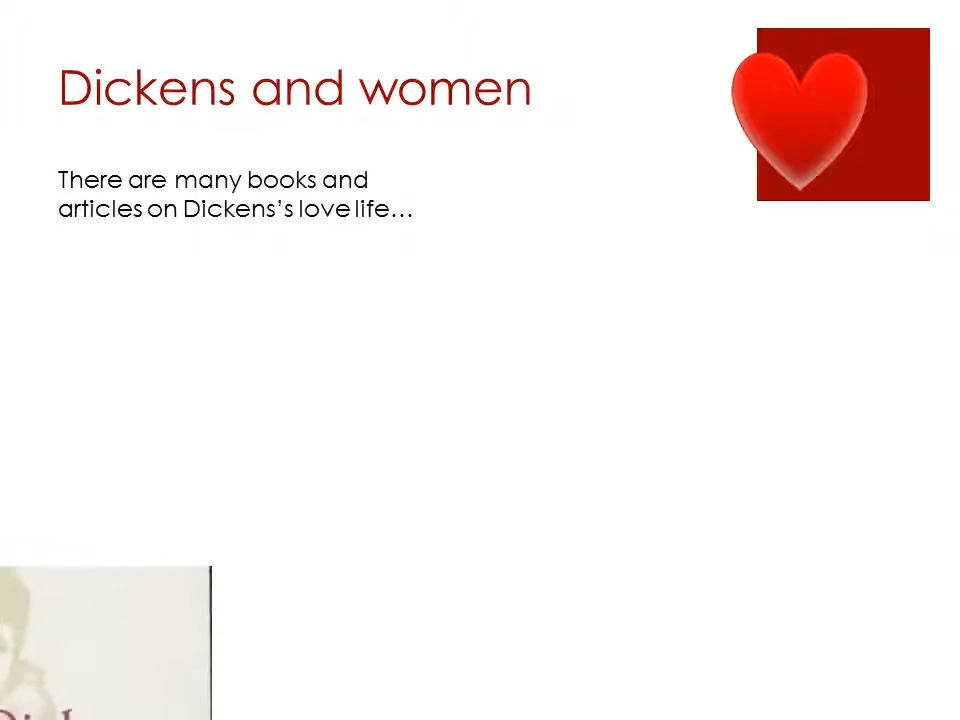 Dickens and women
There are many books and
articles on Dickens’s love life…